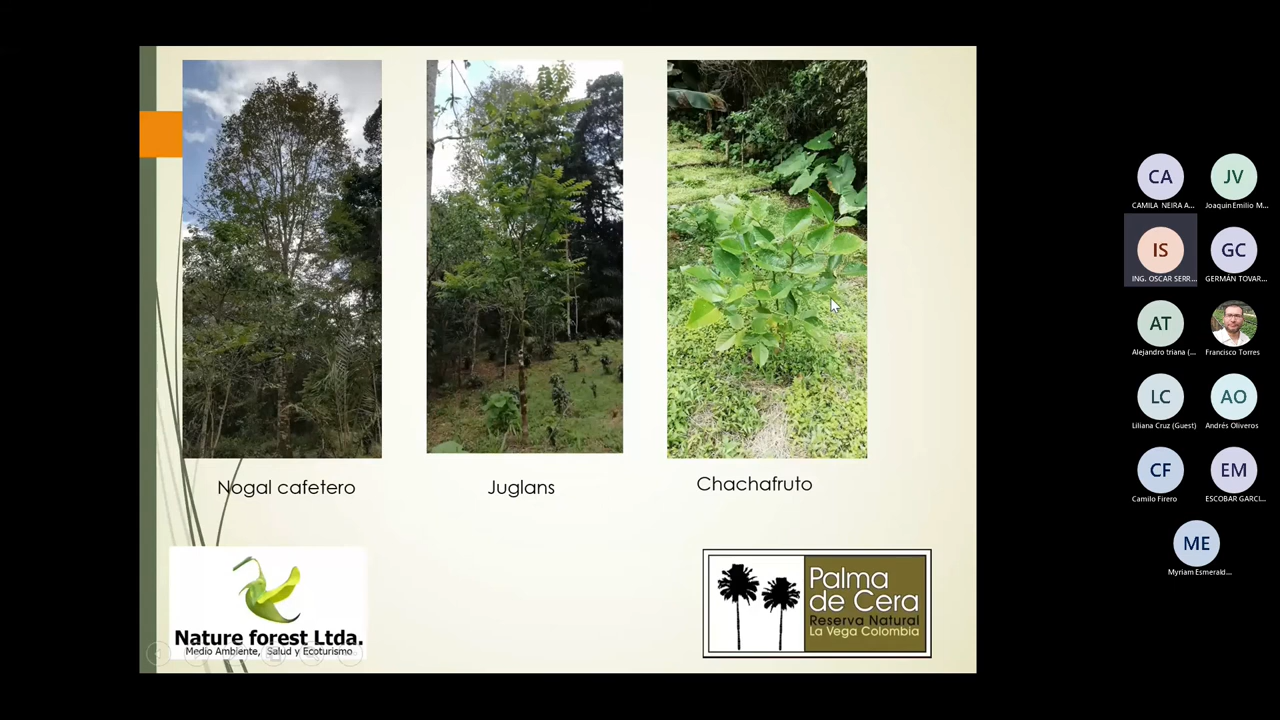 Nogal cafetero
Juglans
Chachafruto
Nature forest Ltda.
Medio Ambiente, Salud y Ecoturismo
Palma
de Cera
Reserva Natural
La Vega Colombia
CA
CAMILA NEIRA A...
JV
Joaquin Emilio M...
IS
ING. OSCAR SERR...
GC
GERMÁN TOVAR...
AT
Alejandro triana (...
Francisco Torres
LC
Liliana Cruz (Guest)
AO
Andrés Oliveros
CF
Camilo Firero
EM
ESCOBAR GARCI...
ME
Myriam Esmerald...